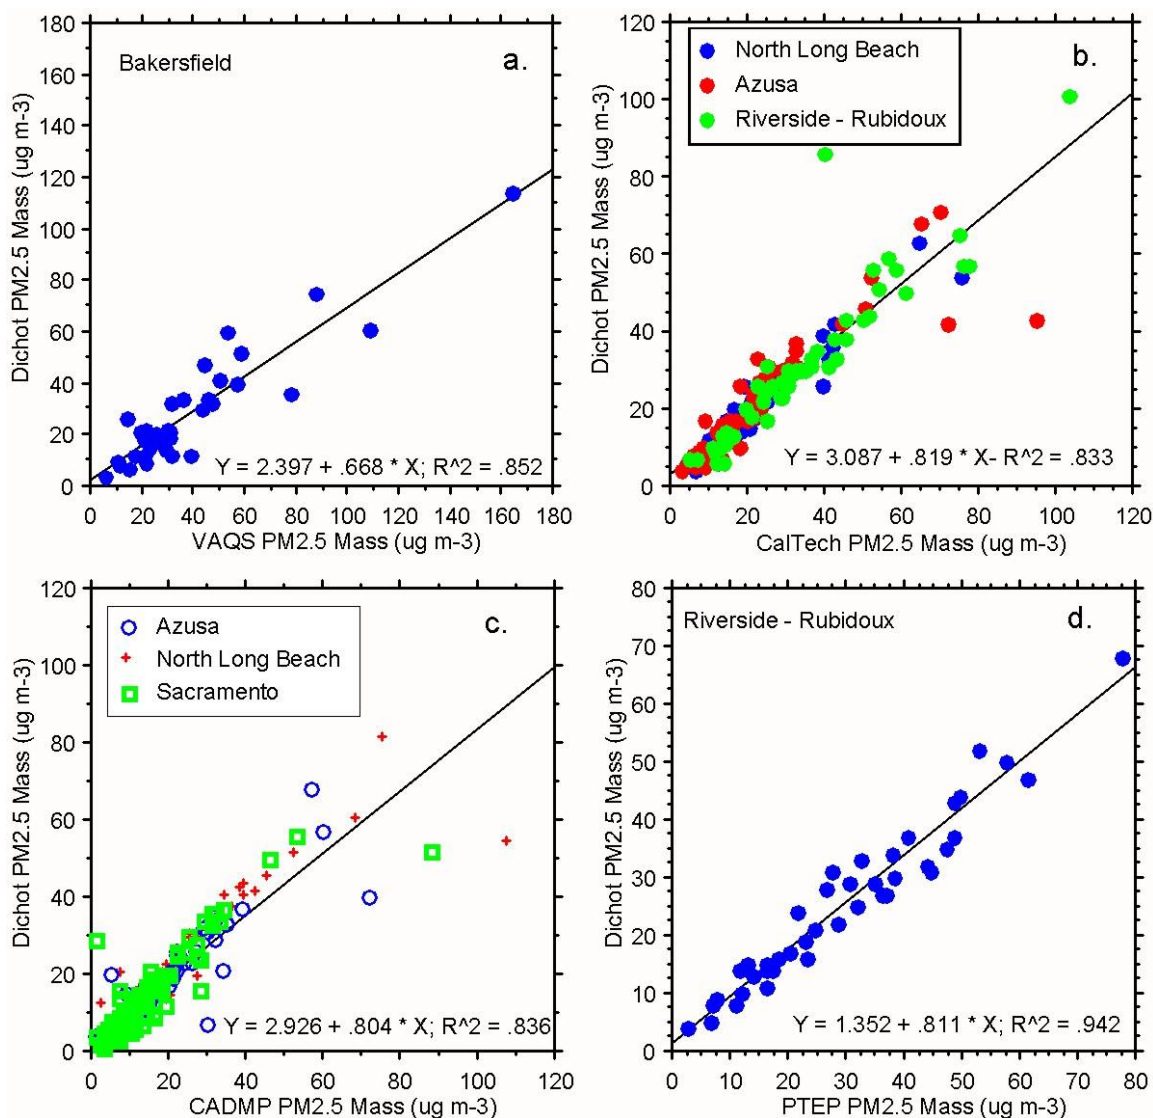 180
160
140
120
100
80
60
40
20
0
Dichot PM2.5 Mass (ug m-3)
Bakersfield
a.
Y = 2.397 + .668 * X; R^2 = .852
0 20 40 60 80 100 120 140 160 180
VAQS PM2.5 Mass (ug m-3)
120
100
80
60
40
20
0
Dichot PM2.5 Mass (ug m-3)
North Long Beach
Azusa
Riverside - Rubidoux
b.
Y = 3.087 + .819 * X- R^2 = .833
0 20 40 60 80 100 120
CalTech PM2.5 Mass (ug m-3)
120
100
80
60
40
20
0
Dichot PM2.5 Mass (ug m-3)
Azusa
North Long Beach
Sacramento
c.
Y = 2.926 + .804 * X; R^2 = .836
0 20 40 60 80 100 120
CADMP PM2.5 Mass (ug m-3)
80
70
60
50
40
30
20
10
0
Dichot PM2.5 Mass (ug m-3)
Riverside - Rubidoux
d.
Y = 1.352 + .811 * X; R^2 = .942
0 10 20 30 40 50 60 70 80
PTEP PM2.5 Mass (ug m-3)